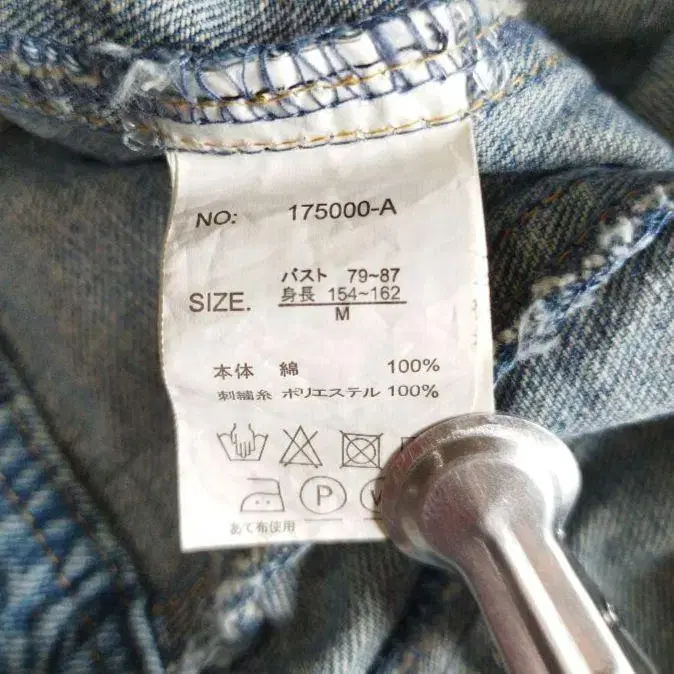 NO: 175000-A
バスト 79~87
SIZE. 身長 154~162
M
本体 綿 100%
刺繍糸 ポリエステル 100%
P W
あて布使用